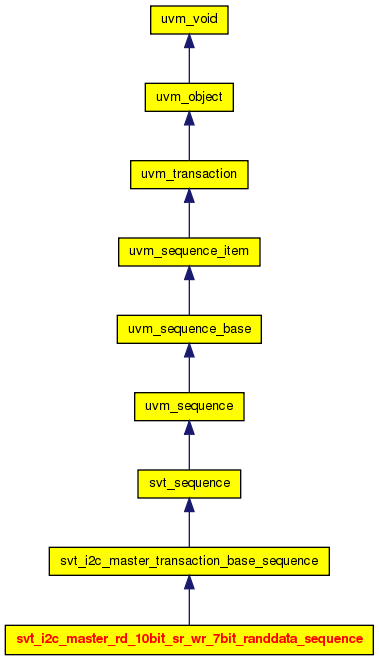 uvm_void
uvm_object
uvm_transaction
uvm_sequence_item
uvm_sequence_base
uvm_sequence
svt_sequence
svt_i2c_master_transaction_base_sequence
svt_i2c_master_rd_10bit_sr_wr_7bit_randdata_sequence